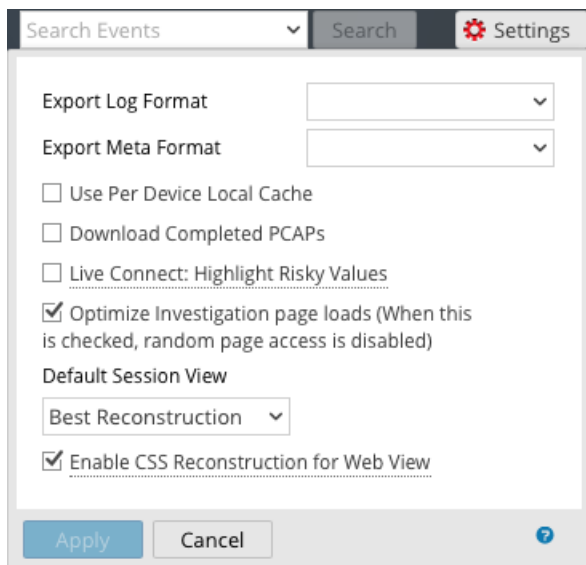 Search Events Search Settings
Export Log Format
Export Meta Format
Use Per Device Local Cache
Download Completed PCAPs
Live Connect: Highlight Risky Values
Optimize Investigation page loads (When this
is checked, random page access is disabled)
Default Session View
Best Reconstruction
Enable CSS Reconstruction for Web View
Apply Cancel ?